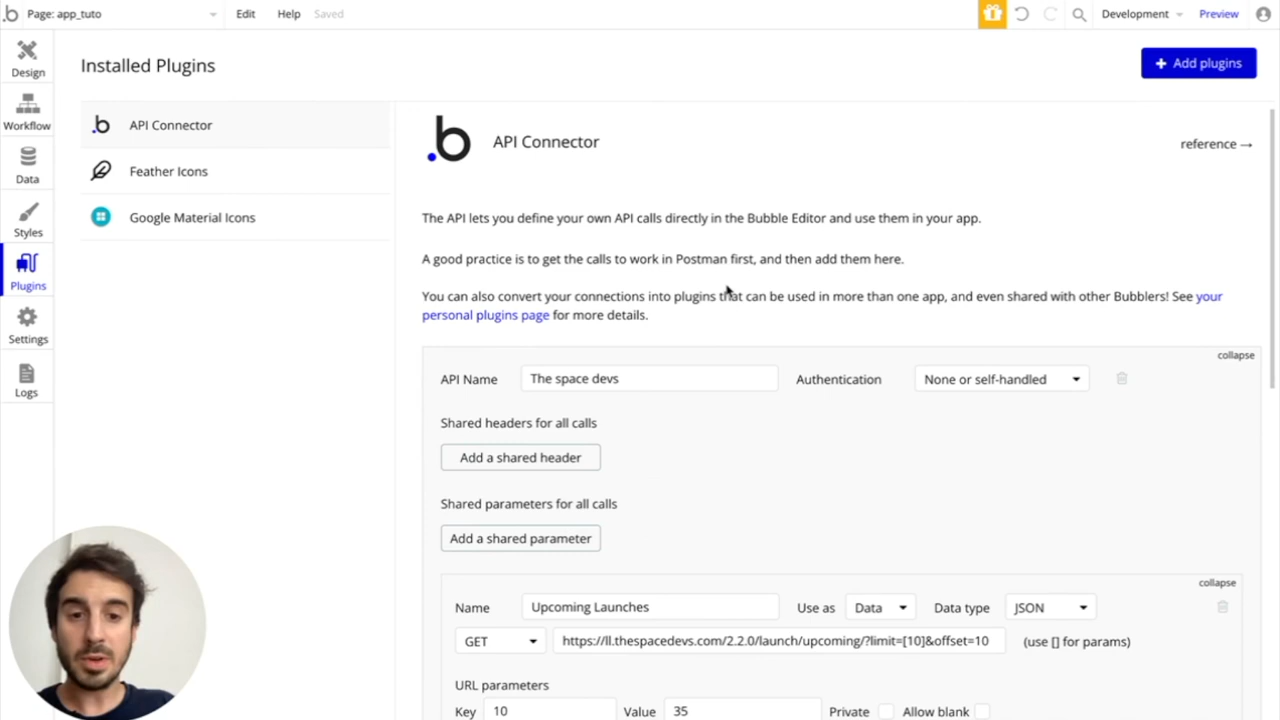 .b Page: app_tuto Edit Help Saved Development Preview
Design
Workflow
Data
Styles
Plugins
Settings
Logs
Installed Plugins
+ Add plugins
.b API Connector
Feather Icons
Google Material Icons
.b API Connector
reference →
The API lets you define your own API calls directly in the Bubble Editor and use them in your app.
A good practice is to get the calls to work in Postman first, and then add them here.
You can also convert your connections into plugins that can be used in more than one app, and even shared with other Bubblers! See your
personal plugins page for more details.
collapse
API Name The space devs Authentication None or self-handled
Shared headers for all calls
Add a shared header
Shared parameters for all calls
Add a shared parameter
collapse
Name Upcoming Launches Use as Data Data type JSON
GET https://ll.thespacedevs.com/2.2.0/launch/upcoming/?limit=[10]&offset=10 (use [] for params)
URL parameters
Key 10 Value 35 Private Allow blank